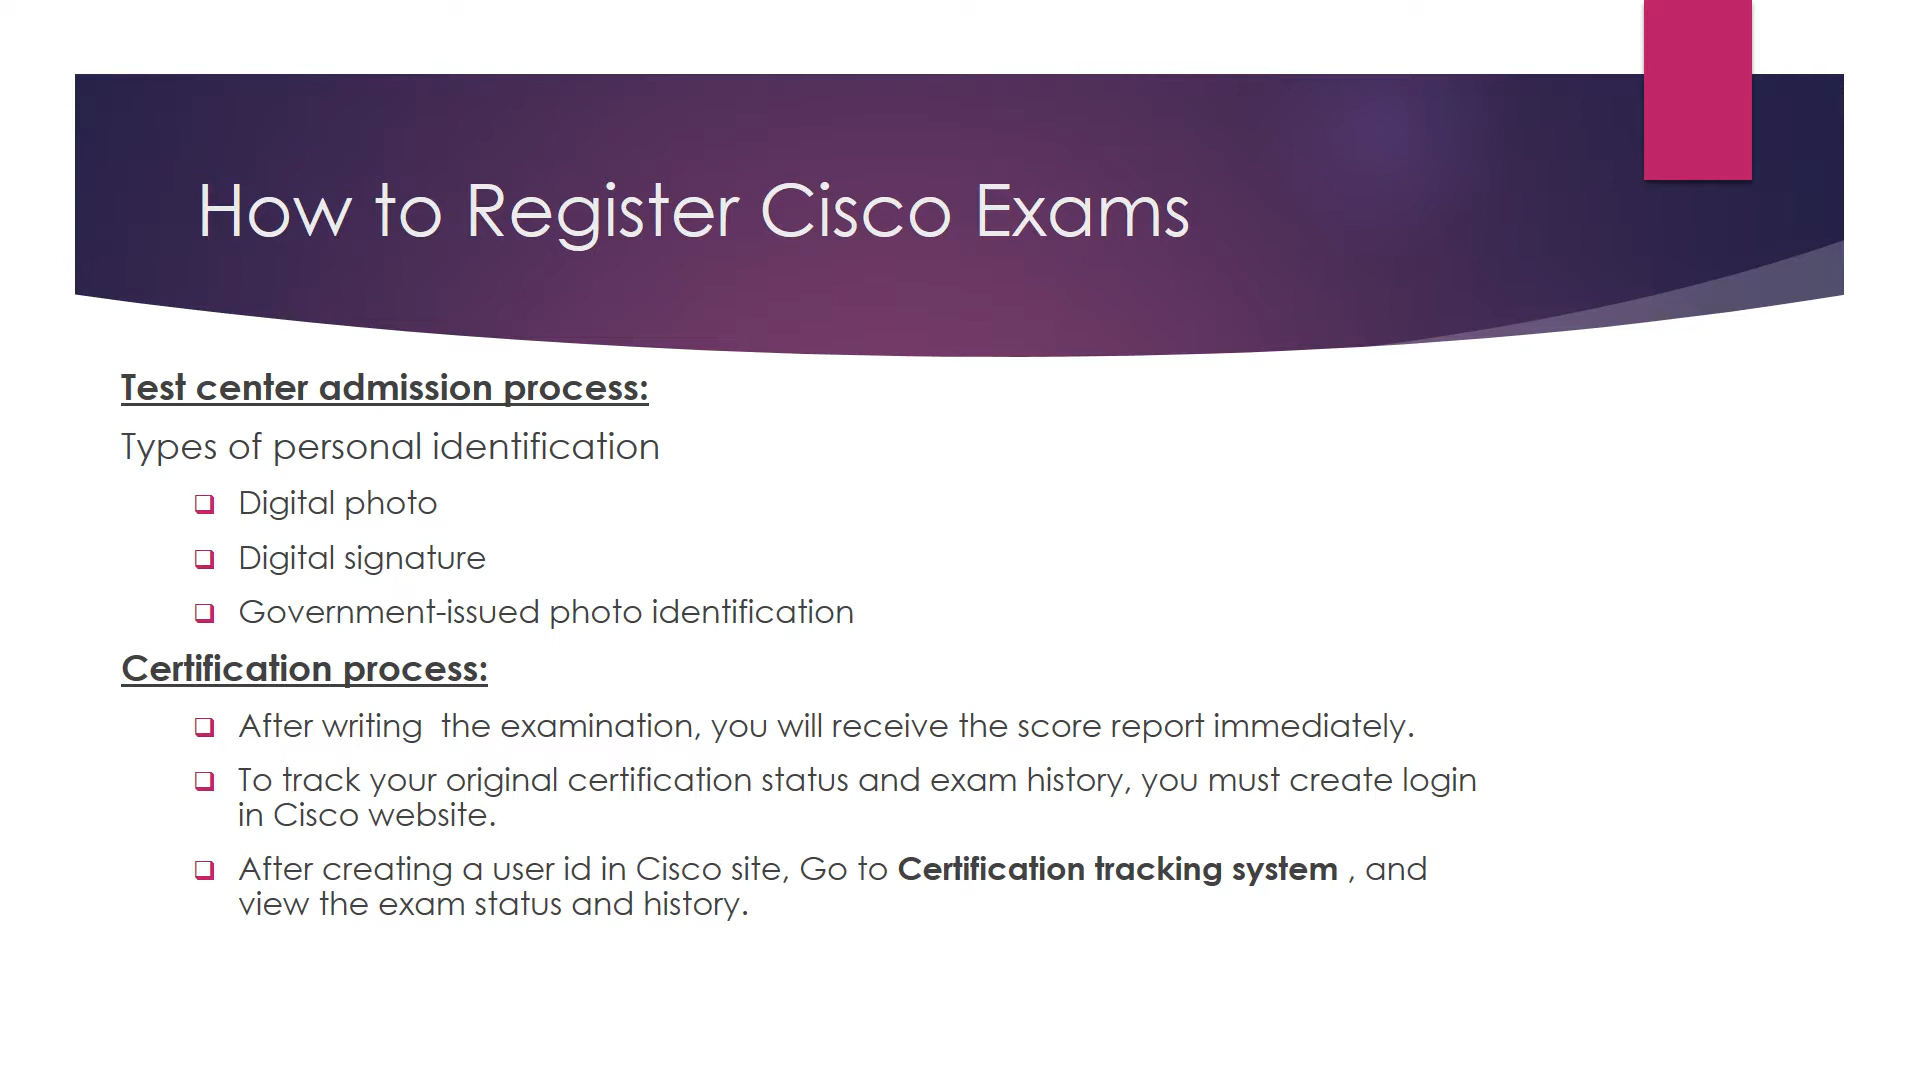 How to Register Cisco Exams
Test center admission process:
Types of personal identification
Digital photo
Digital signature
Government-issued photo identification
Certification process:
After writing  the examination, you will receive the score report immediately.
To track your original certification status and exam history, you must create login
in Cisco website.
After creating a user id in Cisco site, Go to Certification tracking system , and
view the exam status and history.